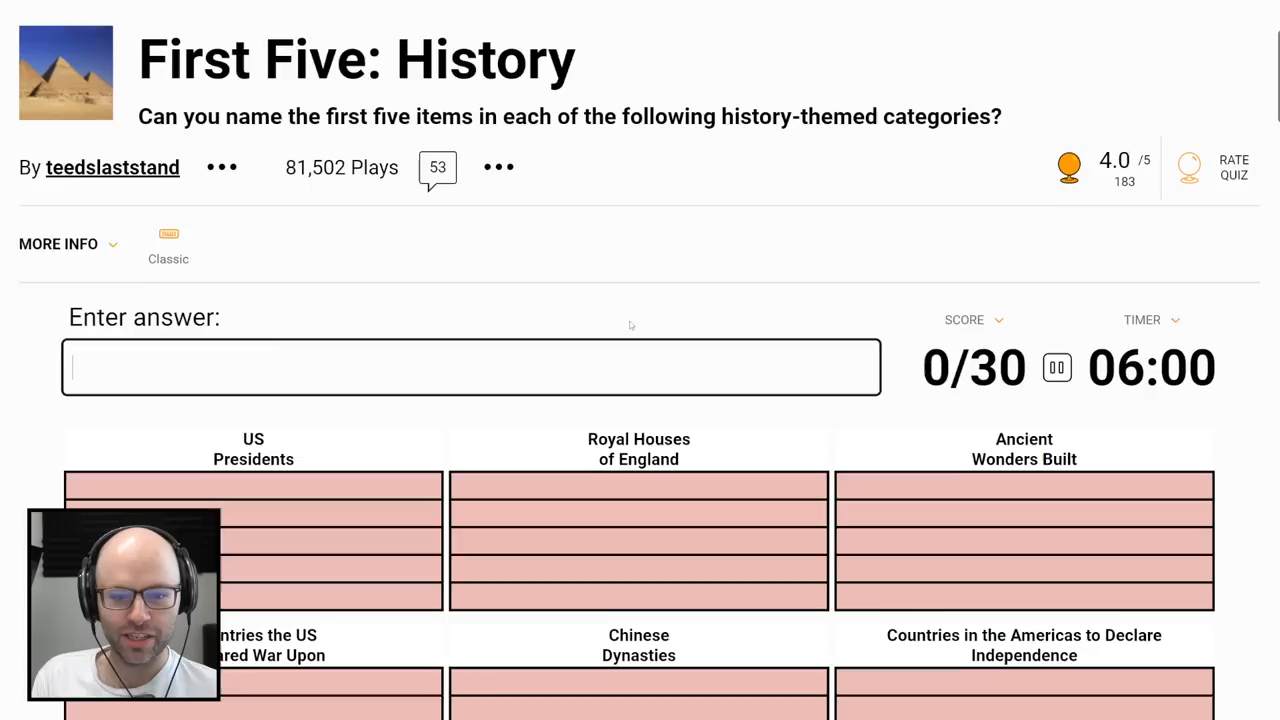 First Five: History
Can you name the first five items in each of the following history-themed categories?
By teedslaststand
81,502 Plays
53
4.0 /5
183
RATE
QUIZ
MORE INFO
Classic
Enter answer:
SCORE
TIMER
0/30
06:00
US
Presidents
Royal Houses
of England
Ancient
Wonders Built
ntries the US
ared War Upon
Chinese
Dynasties
Countries in the Americas to Declare
Independence